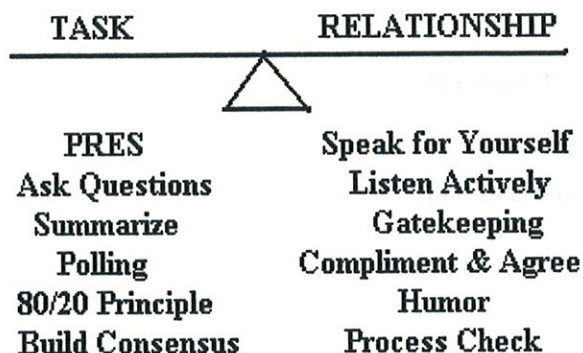 TASK RELATIONSHIP
PRES Speak for Yourself
Ask Questions Listen Actively
Summarize Gatekeeping
Polling Compliment & Agree
80/20 Principle Humor
Build Consensus Process Check